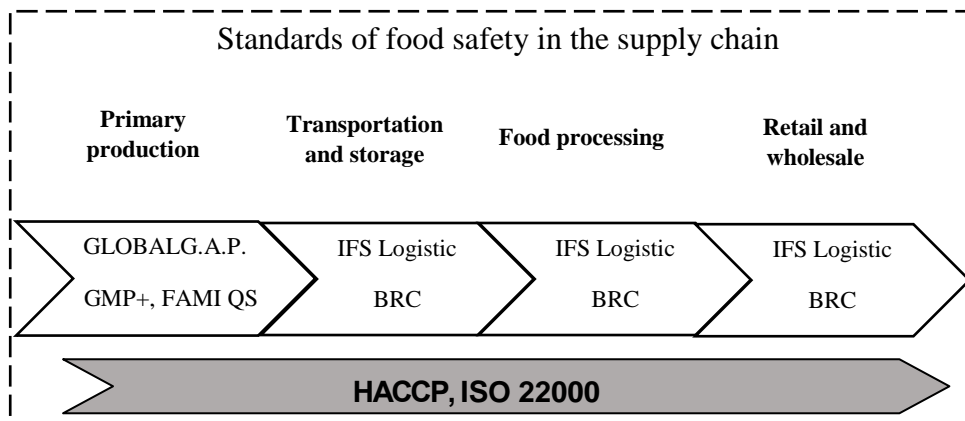 Standards of food safety in the supply chain
Primary
production
Transportation
and storage
Food processing
Retail and
wholesale
GLOBALG.A.P.
GMP+, FAMI QS
IFS Logistic
BRC
IFS Logistic
BRC
IFS Logistic
BRC
HACCP, ISO 22000